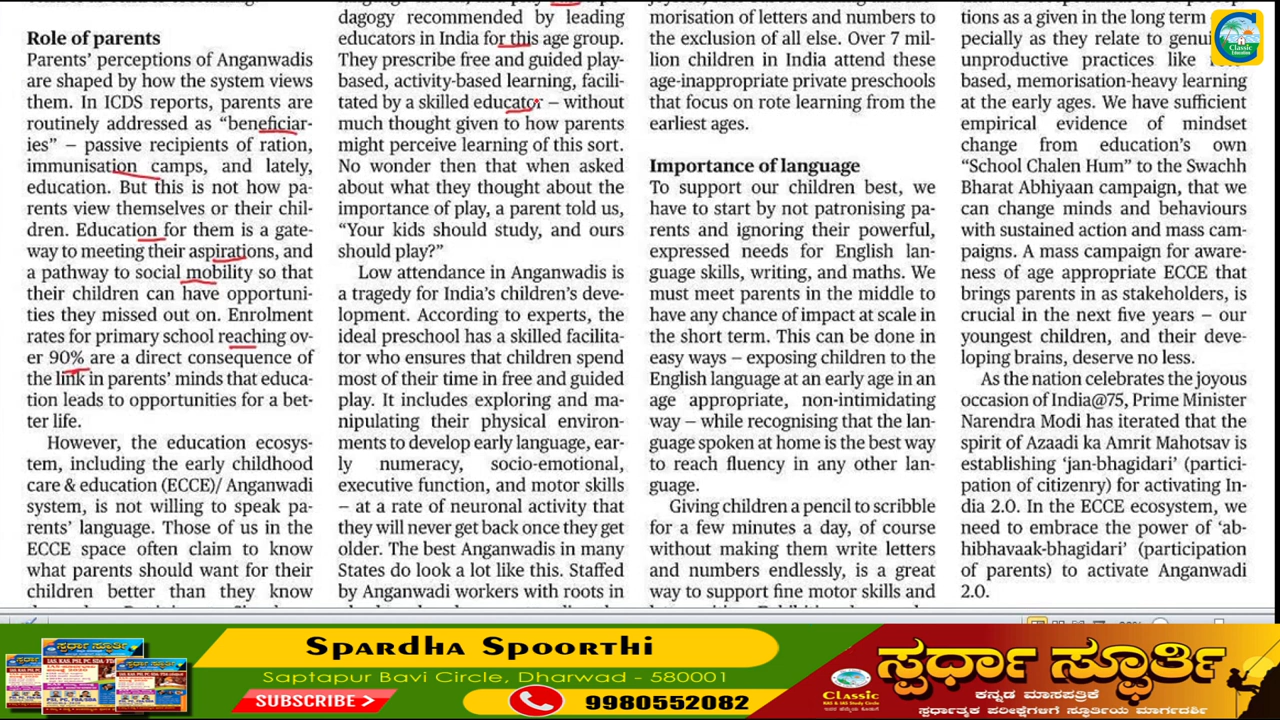 Role of parents
Parents' perceptions of Anganwadis
are shaped by how the system views
them. In ICDS reports, parents are
routinely addressed as “beneficiar-
ies” – passive recipients of ration,
immunisation camps, and lately,
education. But this is not how pa-
rents view themselves or their chil-
dren. Education for them is a gate-
way to meeting their aspirations, and
a pathway to social mobility so that
their children can have opportuni-
ties they missed out on. Enrolment
rates for primary school reaching ov-
er 90% are a direct consequence of
the link in parents' minds that educa-
tion leads to opportunities for a bet-
ter life.
However, the education ecosys-
tem, including the early childhood
care & education (ECCE)/ Anganwadi
system, is not willing to speak pa-
rents' language. Those of us in the
ECCE space often claim to know
what parents should want for their
children better than they know
dagogy recommended by leading
educators in India for this age group.
They prescribe free and guided play-
based, activity-based learning, facili-
tated by a skilled educator – without
much thought given to how parents
might perceive learning of this sort.
No wonder then that when asked
about what they thought about the
importance of play, a parent told us,
“Your kids should study, and ours
should play?”
Low attendance in Anganwadis is
a tragedy for India's children's deve-
lopment. According to experts, the
ideal preschool has a skilled facilita-
tor who ensures that children spend
most of their time in free and guided
play. It includes exploring and ma-
nipulating their physical environ-
ments to develop early language, ear-
ly numeracy, socio-emotional,
executive function, and motor skills
– at a rate of neuronal activity that
they will never get back once they get
older. The best Anganwadis in many
States do look a lot like this. Staffed
by Anganwadi workers with roots in
morisation of letters and numbers to
the exclusion of all else. Over 7 mil-
lion children in India attend these
age-inappropriate private preschools
that focus on rote learning from the
earliest ages.
Importance of language
To support our children best, we
have to start by not patronising pa-
rents and ignoring their powerful,
expressed needs for English lan-
guage skills, writing, and maths. We
must meet parents in the middle to
have any chance of impact at scale in
the short term. This can be done in
easy ways – exposing children to the
English language at an early age in an
age appropriate, non-intimidating
way – while recognising that the lan-
guage spoken at home is the best way
to reach fluency in any other lan-
guage.
Giving children a pencil to scribble
for a few minutes a day, of course
without making them write letters
and numbers endlessly, is a great
way to support fine motor skills and
tions as a given in the long term
pecially as they relate to
unproductive practices like
based, memorisation-heavy learning
at the early ages. We have sufficient
empirical evidence of mindset
change from education's own
“School Chalen Hum” to the Swachh
Bharat Abhiyaan campaign, that we
can change minds and behaviours
with sustained action and mass cam-
paigns. A mass campaign for aware-
ness of age appropriate ECCE that
brings parents in as stakeholders, is
crucial in the next five years – our
youngest children, and their deve-
loping brains, deserve no less.
As the nation celebrates the joyous
occasion of India@75, Prime Minister
Narendra Modi has iterated that the
spirit of Azaadi ka Amrit Mahotsav is
establishing ‘jan-bhagidari’ (partici-
pation of citizenry) for activating In-
dia 2.0. In the ECCE ecosystem, we
need to embrace the power of ‘ab-
hibhavaak-bhagidari’ (participation
of parents) to activate Anganwadi
2.0.
Classic
Education
SPARDHA SPOORTHI
Saptapur Bavi Circle, Dharwad - 580001
SUBSCRIBE
9980552082
Classic
KAS & IAS Study Circle
ಸ್ಪರ್ಧಾ ಸ್ಫೂರ್ತಿ
ಕನ್ನಡ ಮಾಸಪತ್ರಿಕೆ
ಸ್ಪರ್ಧಾತ್ಮಕ ಪರೀಕ್ಷೆಗಳಿಗೆ ಸ್ಫೂರ್ತಿಯ ಮಾರ್ಗದರ್ಶಿ